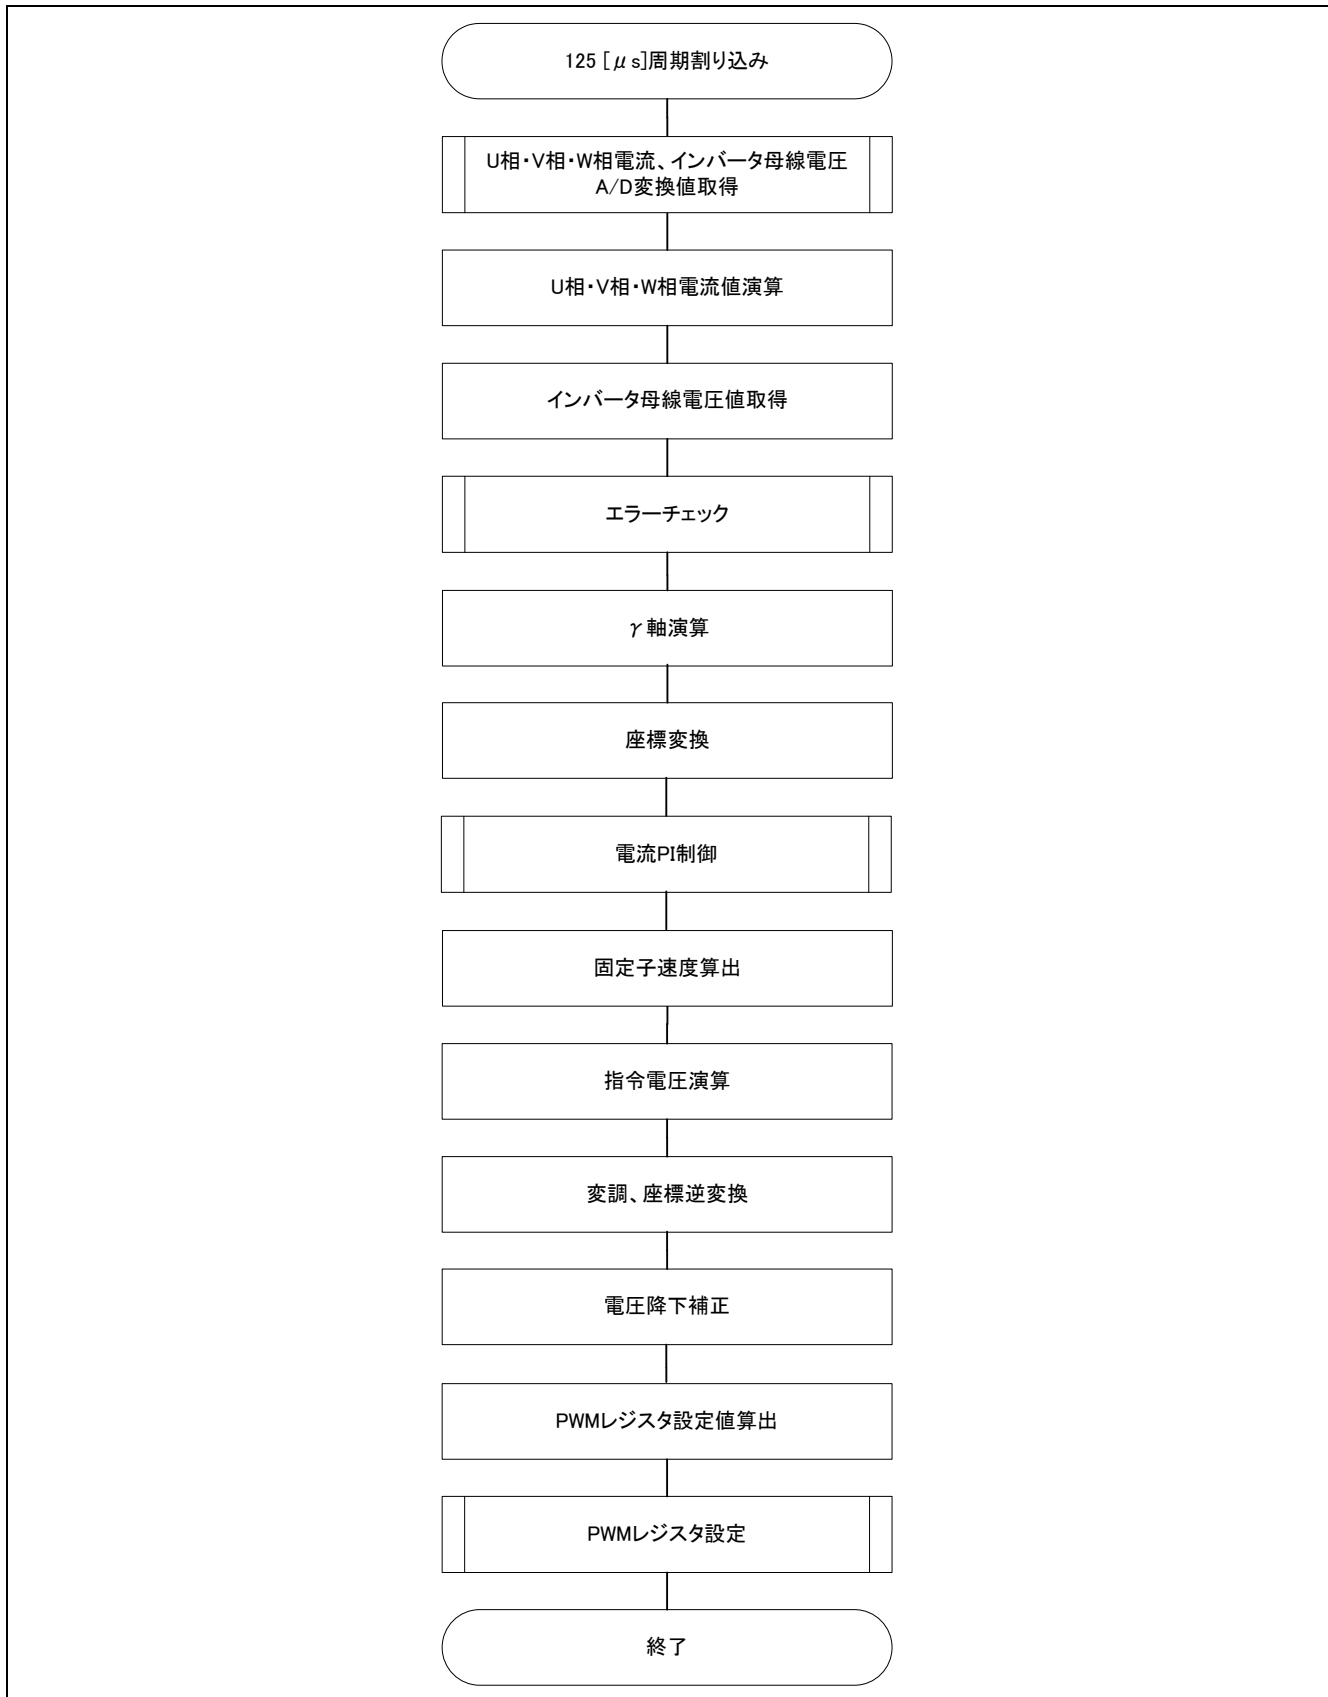 125 [μs]周期割り込み
U相・V相・W相電流、インバータ母線電圧
A/D変換値取得
U相・V相・W相電流値演算
インバータ母線電圧値取得
エラーチェック
γ軸演算
座標変換
電流PI制御
固定子速度算出
指令電圧演算
変調、座標逆変換
電圧降下補正
PWMレジスタ設定値算出
PWMレジスタ設定
終了